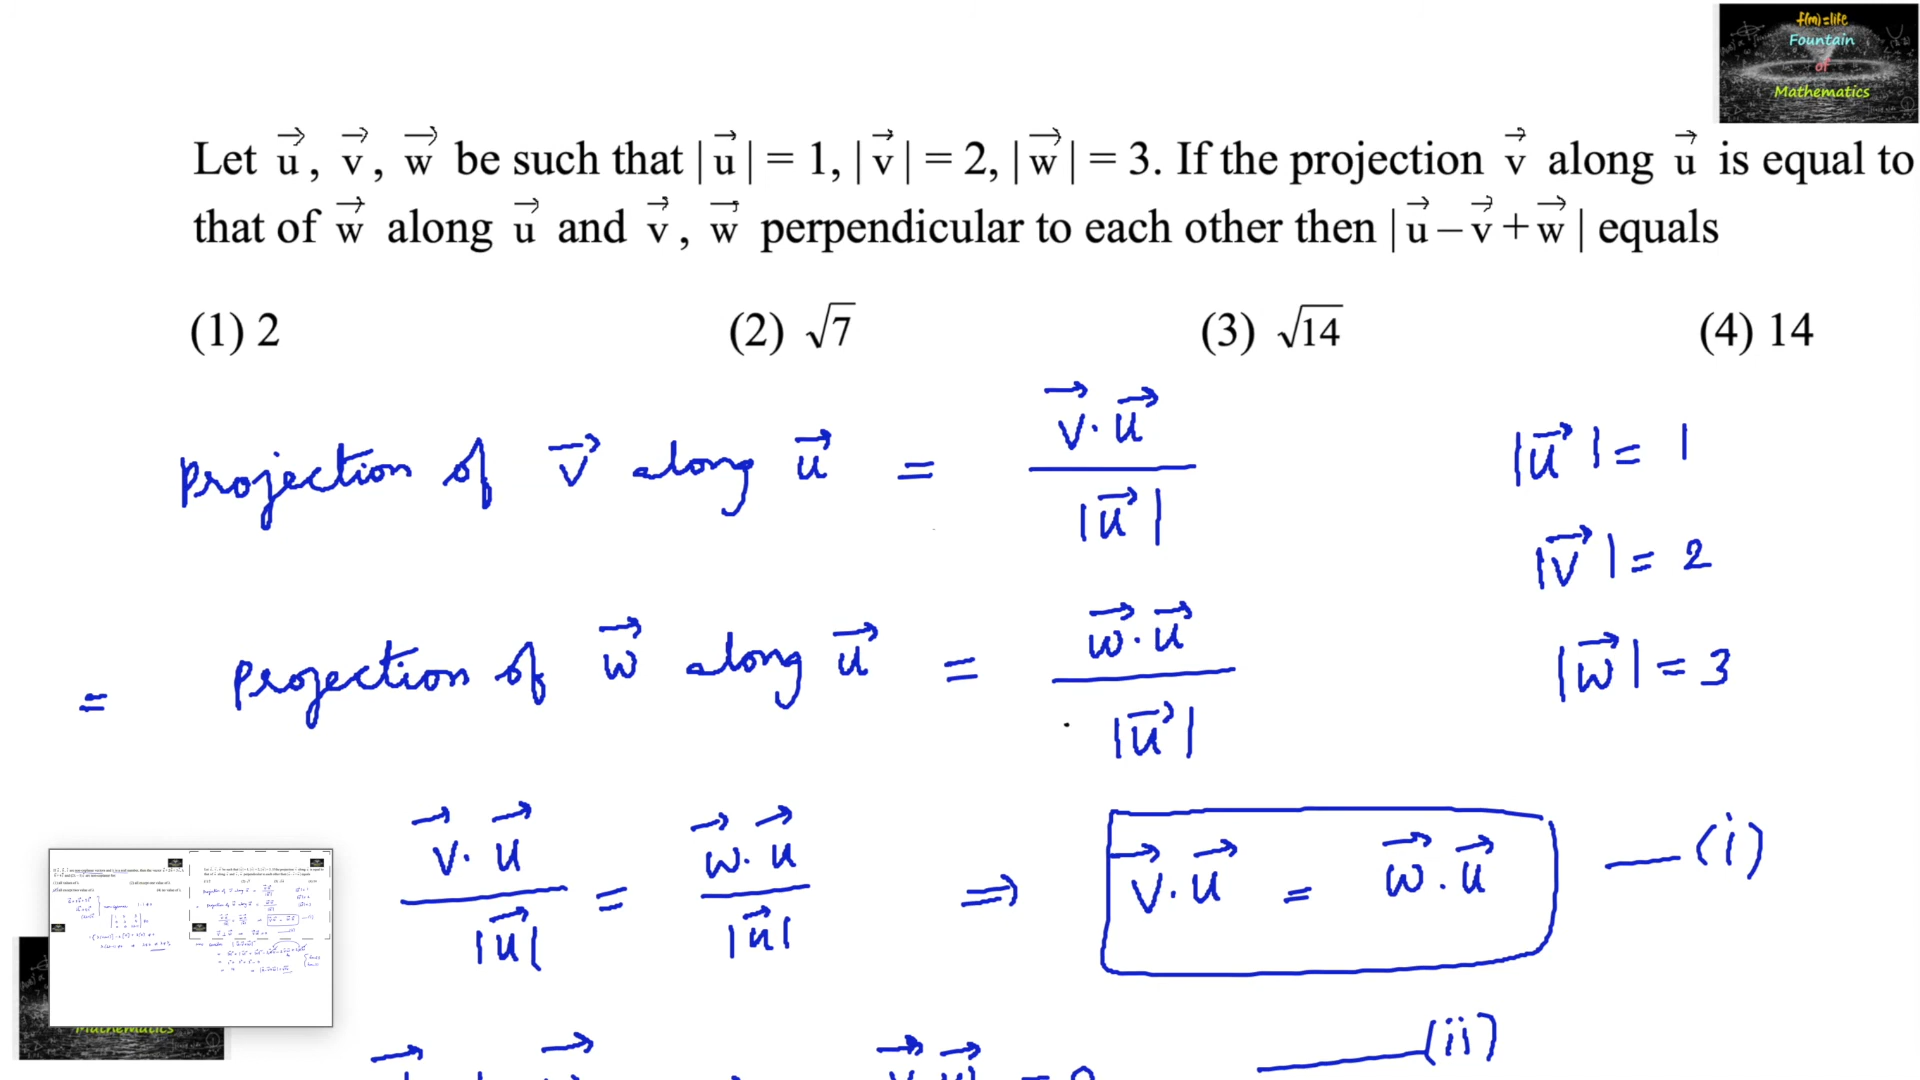 f(m)=life
Fountain
of
Mathematics
Let u⃗, v⃗, w⃗ be such that |u⃗| = 1, |v⃗| = 2, |w⃗| = 3. If the projection v⃗ along u⃗ is equal to
that of w⃗ along u⃗ and v⃗, w⃗ perpendicular to each other then |u⃗ − v⃗ + w⃗| equals
(1) 2 (2) √7 (3) √14 (4) 14
Projection of v⃗ along u⃗ = v⃗ · u⃗ / |u⃗|
|u⃗| = 1
|v⃗| = 2
= Projection of w⃗ along u⃗ = w⃗ · u⃗ / |u⃗|
|w⃗| = 3
v⃗ · u⃗ / |u⃗| = w⃗ · u⃗ / |u⃗| ⇒ v⃗ · u⃗ = w⃗ · u⃗ —(i)
Mathematics
—(ii)